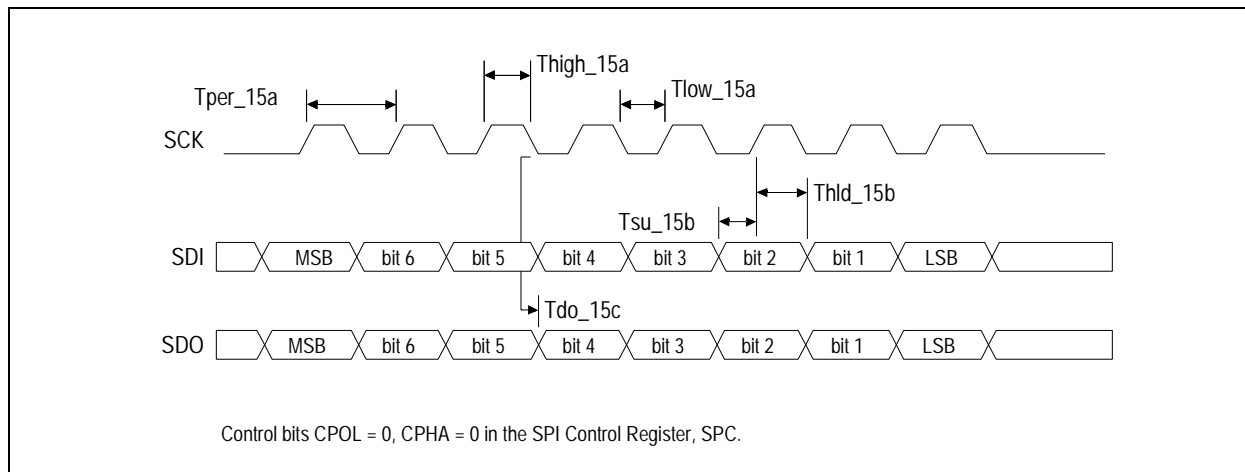 Thigh_15a
Tlow_15a
Tper_15a
SCK
Thld_15b
Tsu_15b
SDI MSB bit 6 bit 5 bit 4 bit 3 bit 2 bit 1 LSB
Tdo_15c
SDO MSB bit 6 bit 5 bit 4 bit 3 bit 2 bit 1 LSB
Control bits CPOL = 0, CPHA = 0 in the SPI Control Register, SPC.